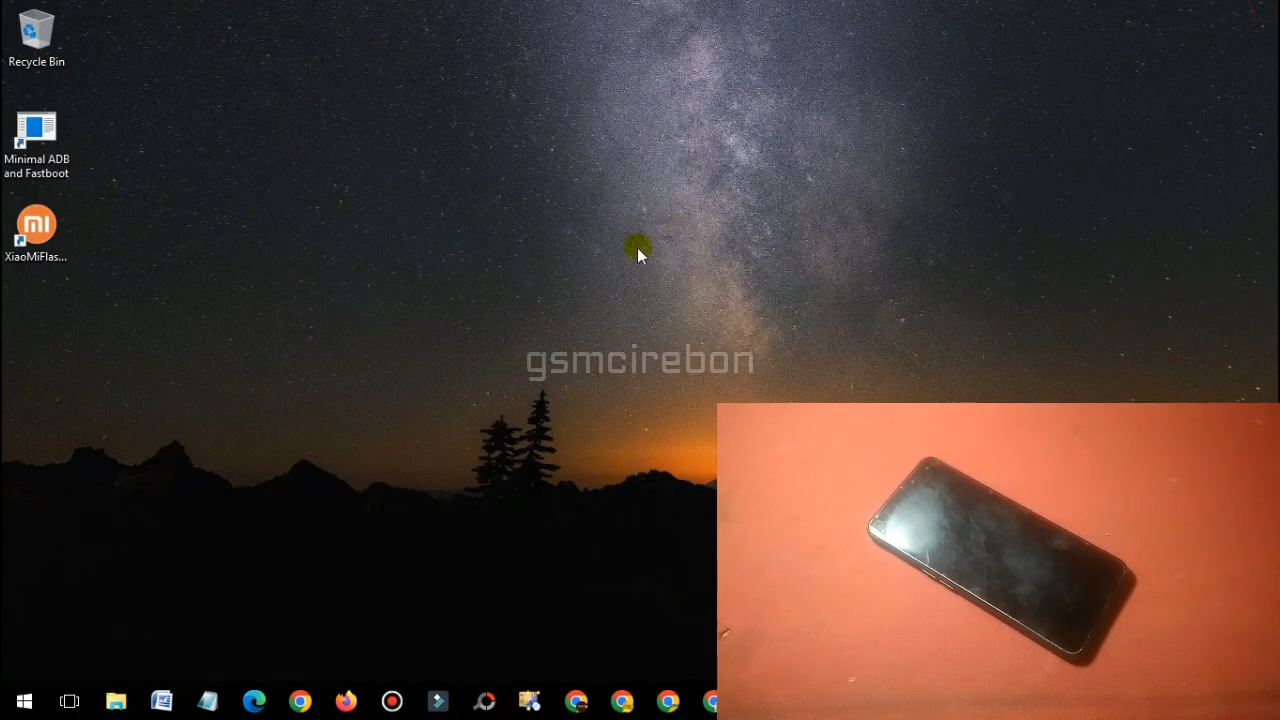 Recycle Bin
Minimal ADB
and Fastboot
XiaoMiFlas...
gsmcirebon